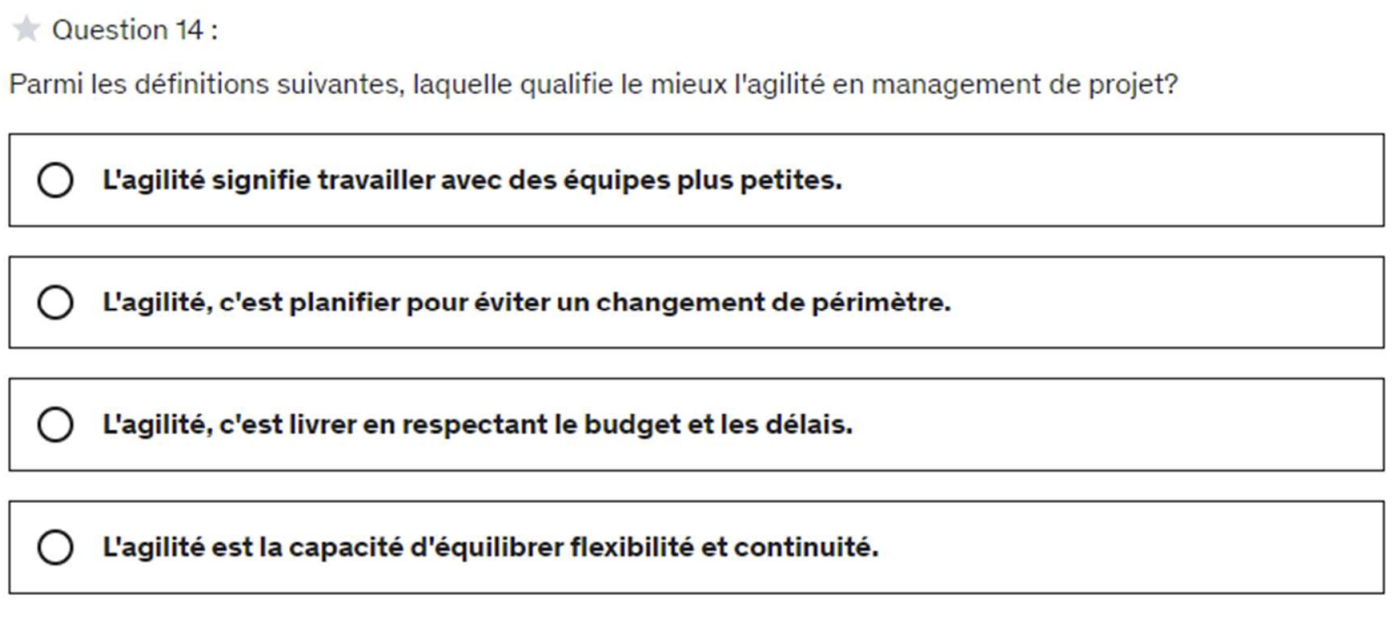 Question 14 :
Parmi les définitions suivantes, laquelle qualifie le mieux l'agilité en management de projet?
L'agilité signifie travailler avec des équipes plus petites.
L'agilité, c'est planifier pour éviter un changement de périmètre.
L'agilité, c'est livrer en respectant le budget et les délais.
L'agilité est la capacité d'équilibrer flexibilité et continuité.